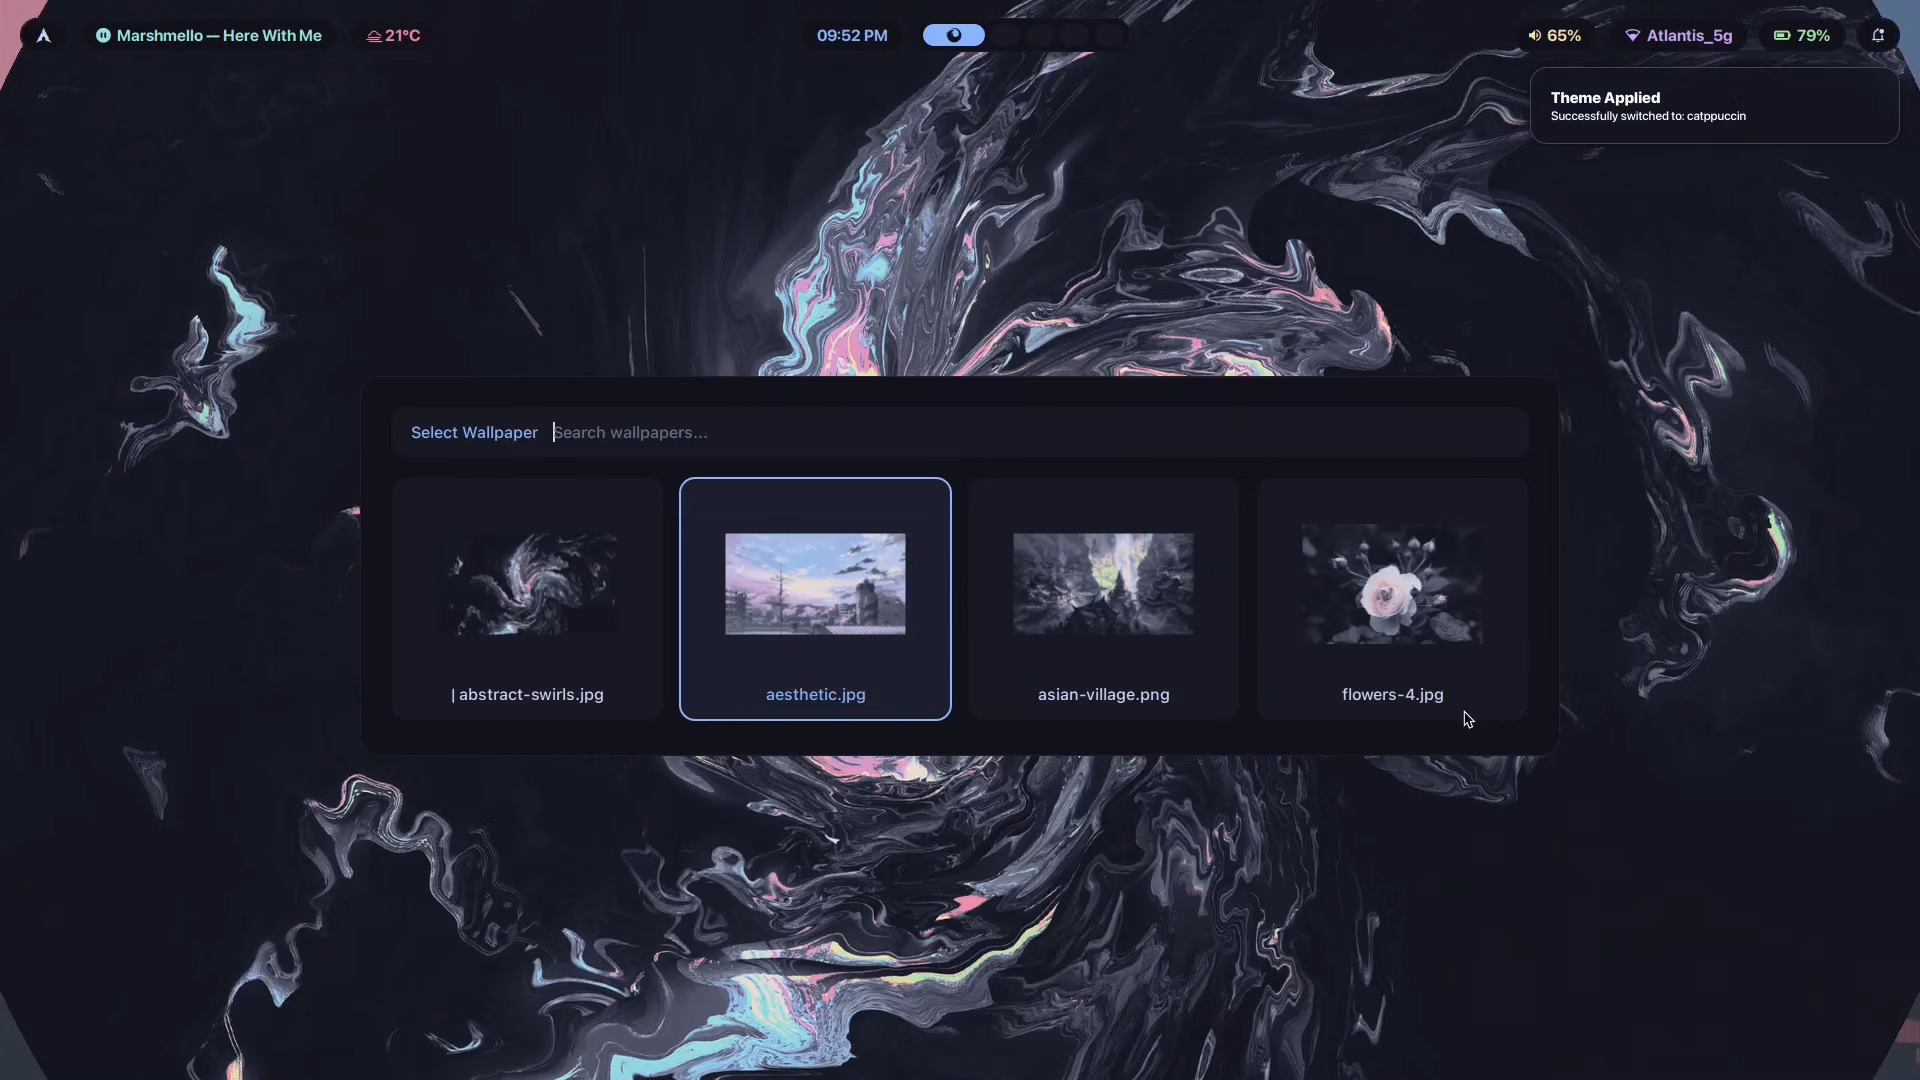 Marshmello — Here With Me
21°C
09:52 PM
65%
Atlantis_5g
79%
Theme Applied
Successfully switched to: catppuccin
Select Wallpaper Search wallpapers...
| abstract-swirls.jpg
aesthetic.jpg
asian-village.png
flowers-4.jpg